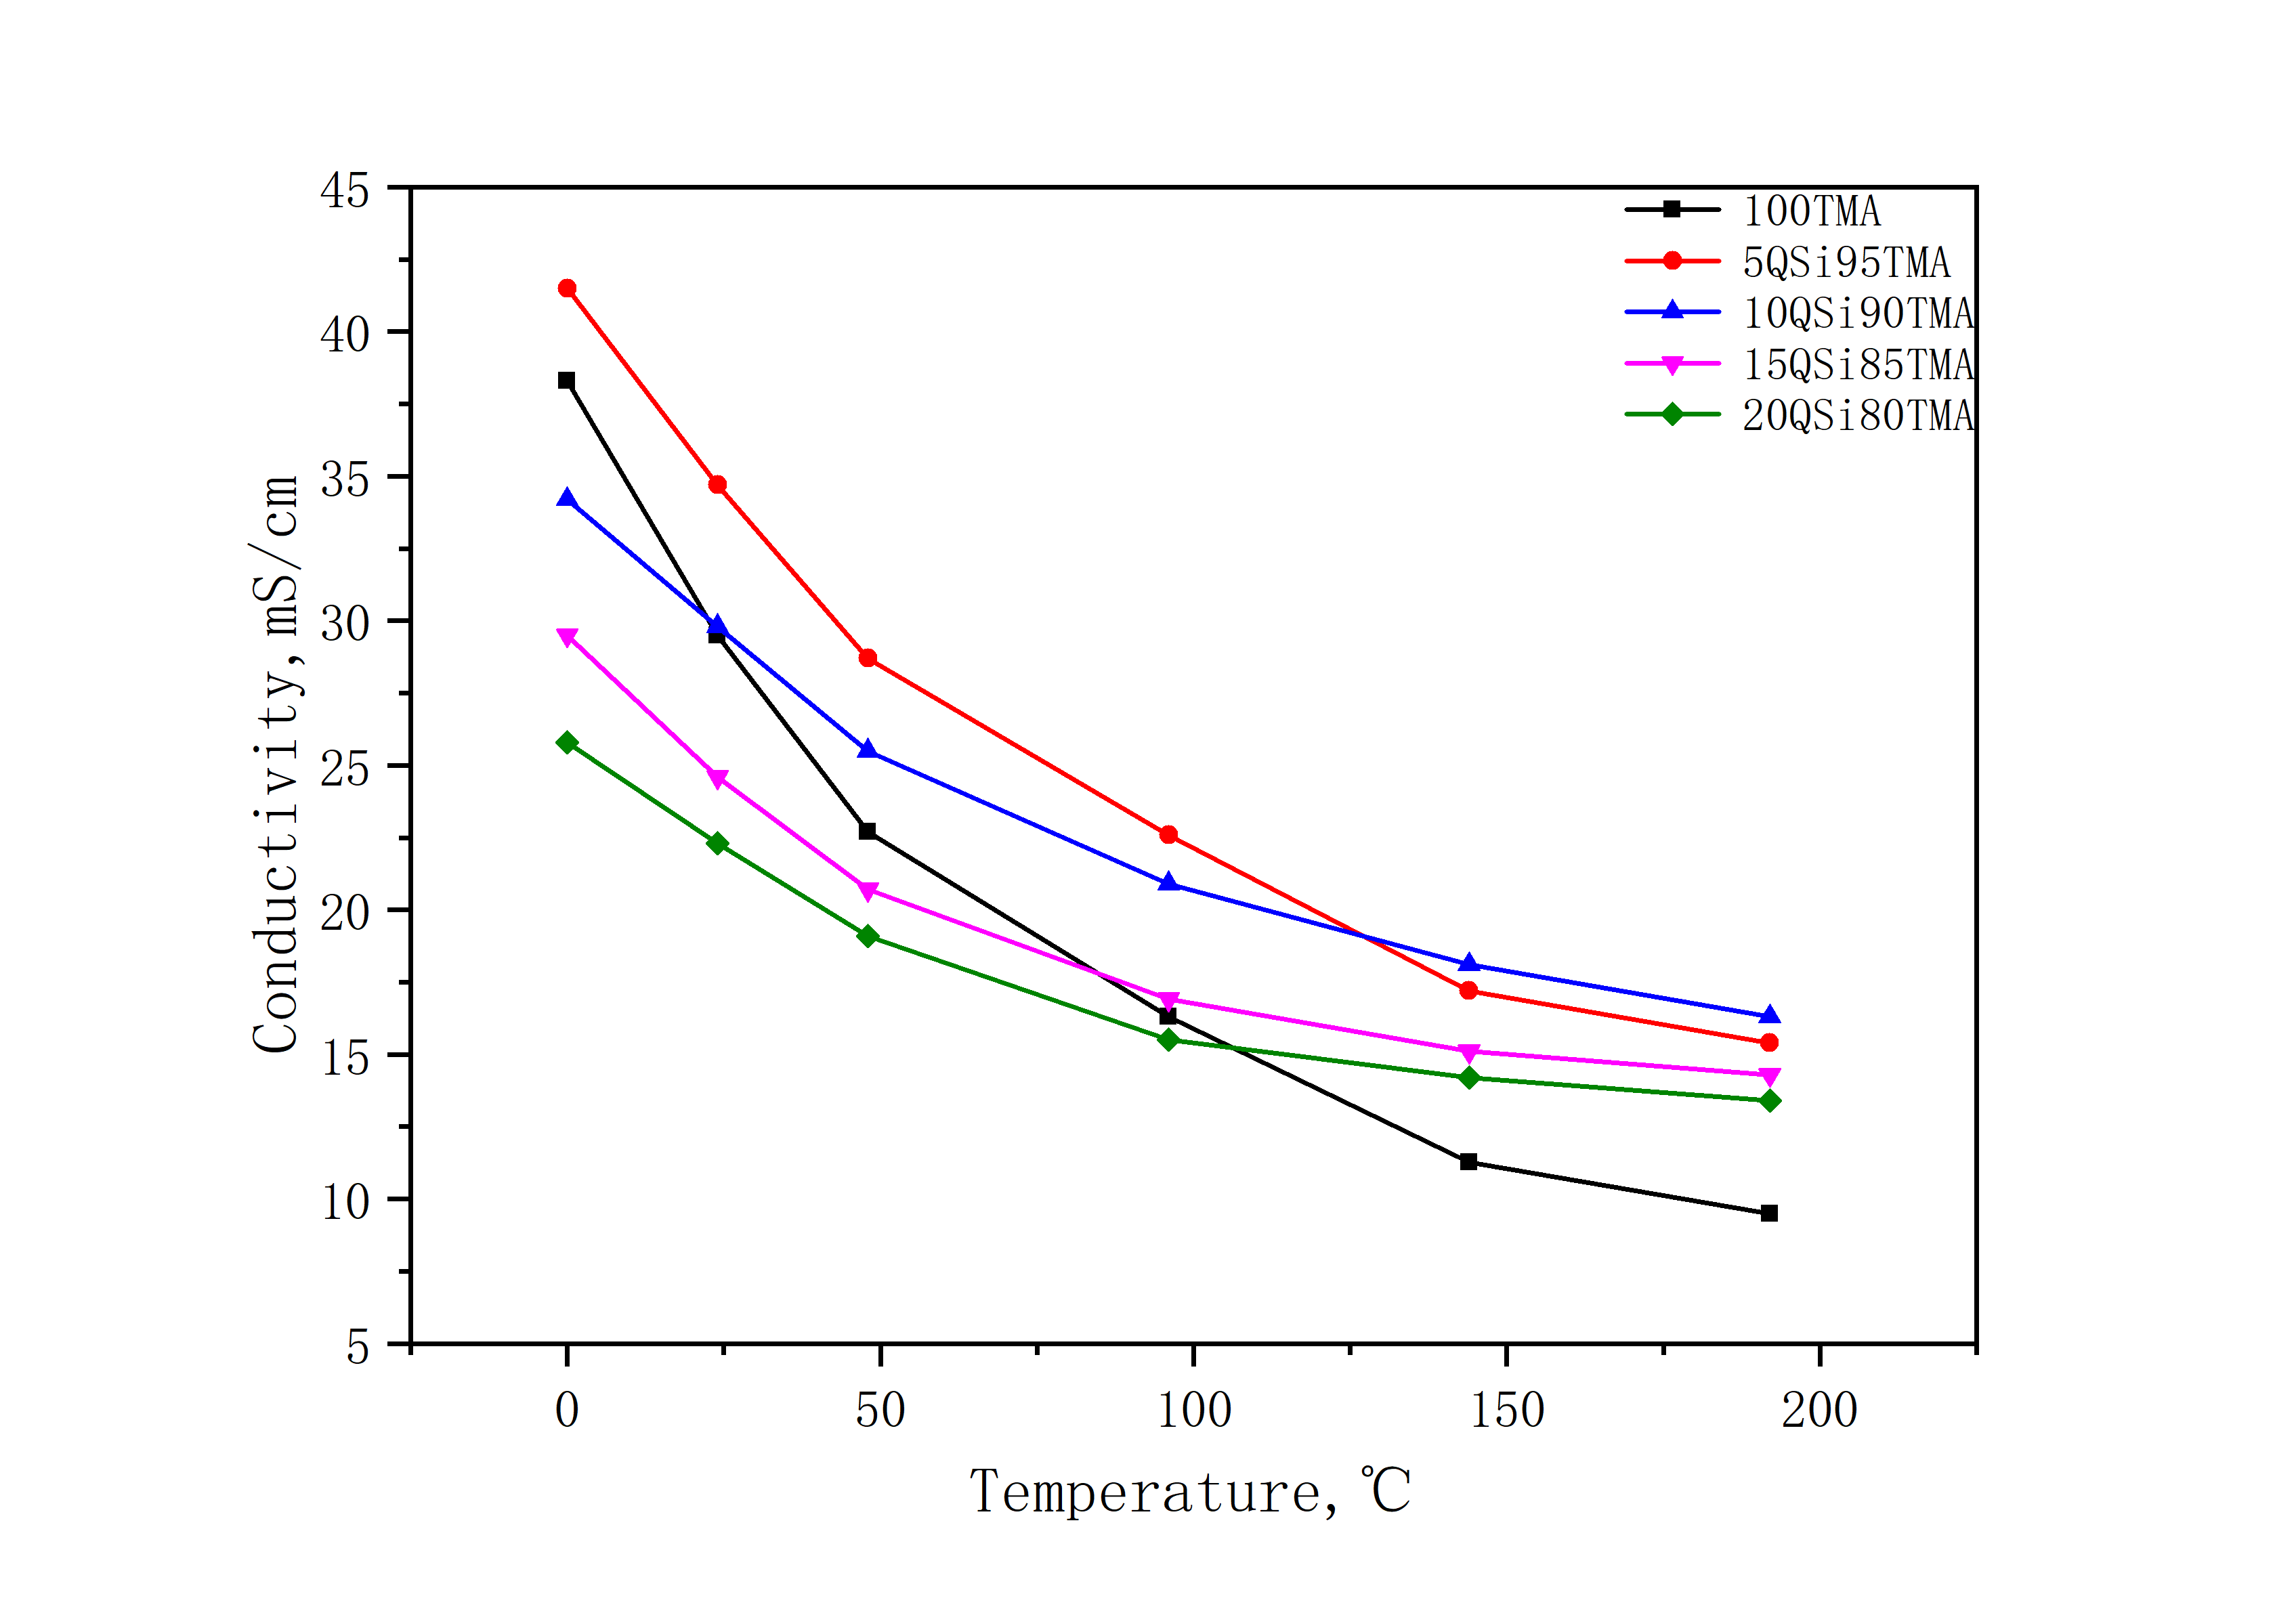 45
40
35
30
25
20
15
10
5
Conductivity, mS/cm
100TMA
5QSi95TMA
10QSi90TMA
15QSi85TMA
20QSi80TMA
0 50 100 150 200
Temperature, ℃